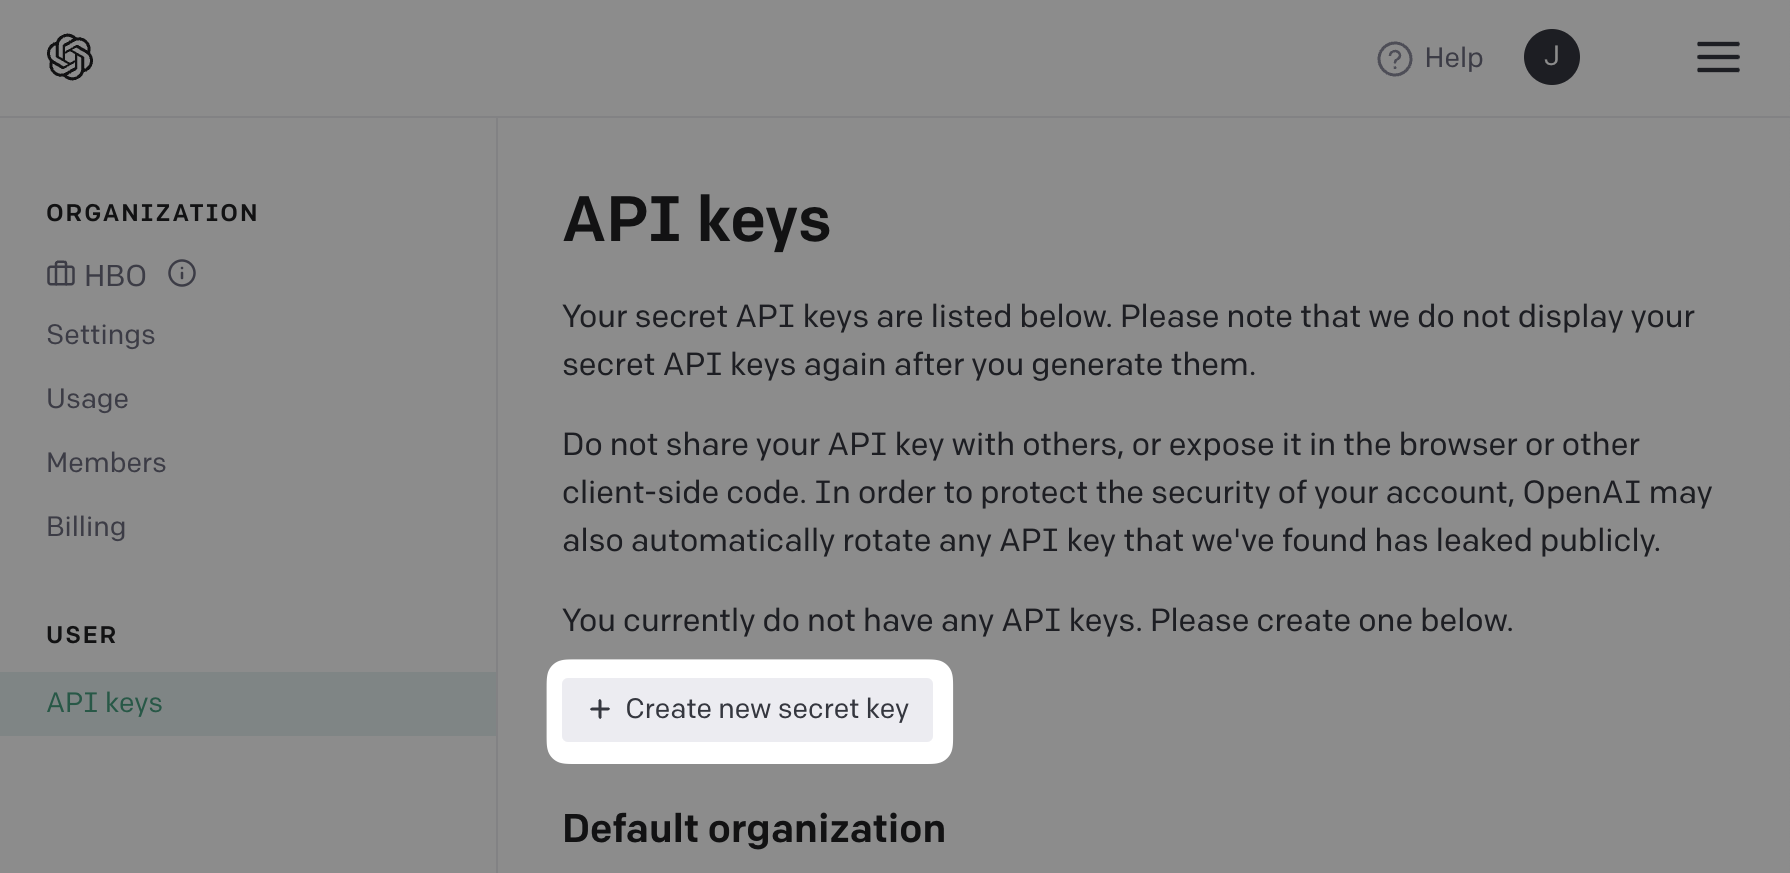 Help
J
ORGANIZATION
HBO
Settings
Usage
Members
Billing
USER
API keys
API keys
Your secret API keys are listed below. Please note that we do not display your
secret API keys again after you generate them.
Do not share your API key with others, or expose it in the browser or other
client-side code. In order to protect the security of your account, OpenAI may
also automatically rotate any API key that we've found has leaked publicly.
You currently do not have any API keys. Please create one below.
+ Create new secret key
Default organization